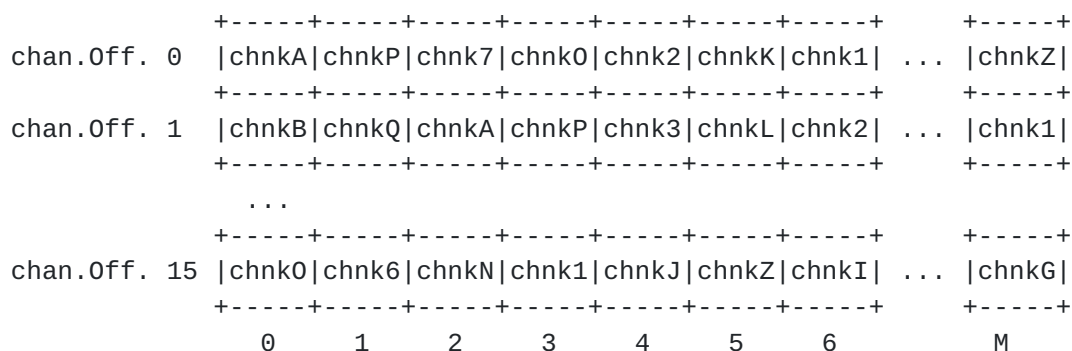 +-----+-----+-----+-----+-----+-----+-----+     +-----+
chan.Off. 0  |chnkA|chnkP|chnk7|chnkO|chnk2|chnkK|chnk1| ... |chnkZ|
             +-----+-----+-----+-----+-----+-----+-----+     +-----+
chan.Off. 1  |chnkB|chnkQ|chnkA|chnkP|chnk3|chnkL|chnk2| ... |chnk1|
             +-----+-----+-----+-----+-----+-----+-----+     +-----+
               ...
             +-----+-----+-----+-----+-----+-----+-----+     +-----+
chan.Off. 15 |chnkO|chnk6|chnkN|chnk1|chnkJ|chnkZ|chnkI| ... |chnkG|
             +-----+-----+-----+-----+-----+-----+-----+     +-----+
                0     1     2     3     4     5     6          M